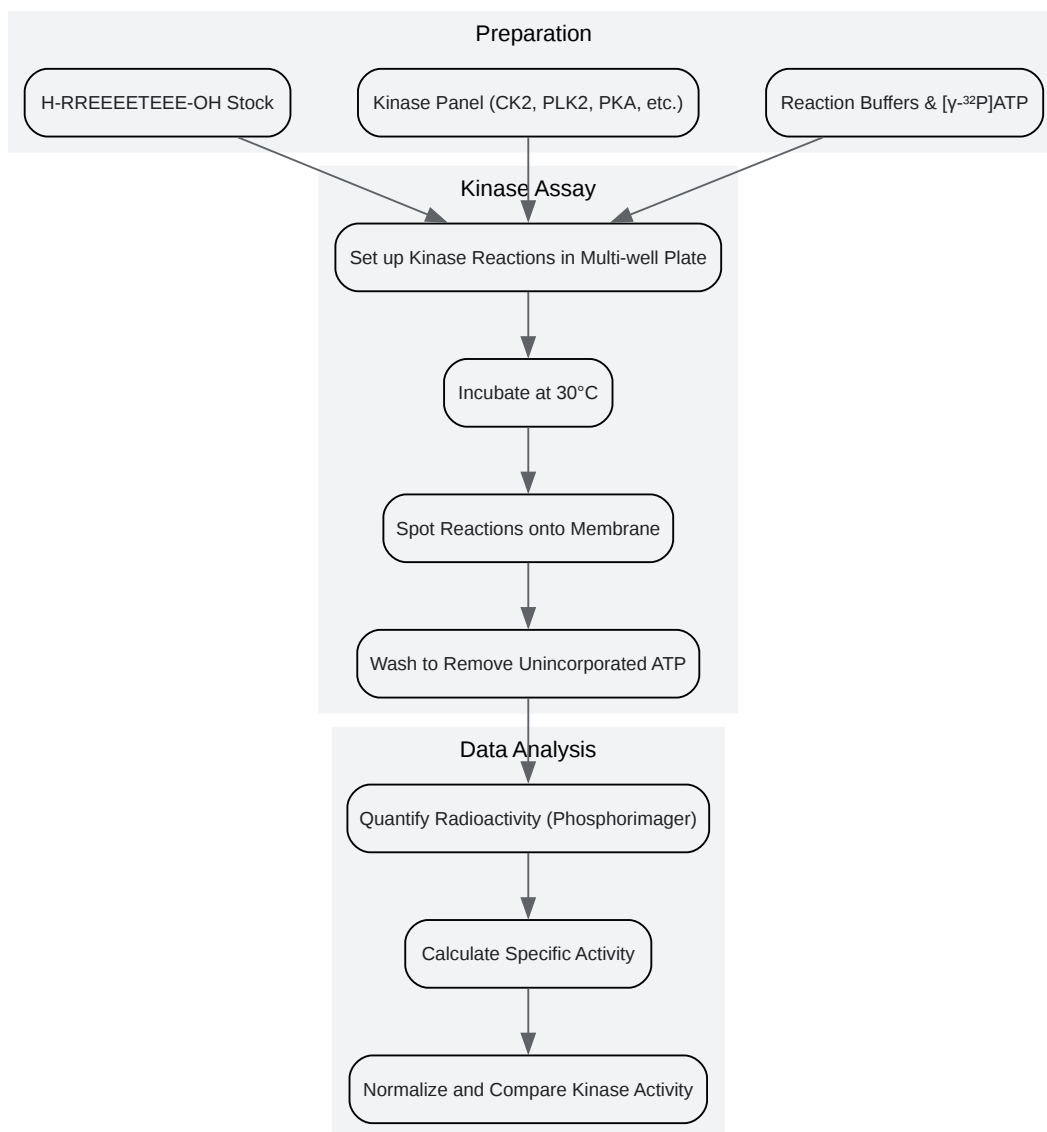 Preparation
H-RREEEETEEE-OH Stock
Kinase Panel (CK2, PLK2, PKA, etc.)
Reaction Buffers & [γ-³²P]ATP
Kinase Assay
Set up Kinase Reactions in Multi-well Plate
Incubate at 30°C
Spot Reactions onto Membrane
Wash to Remove Unincorporated ATP
Data Analysis
Quantify Radioactivity (Phosphorimager)
Calculate Specific Activity
Normalize and Compare Kinase Activity